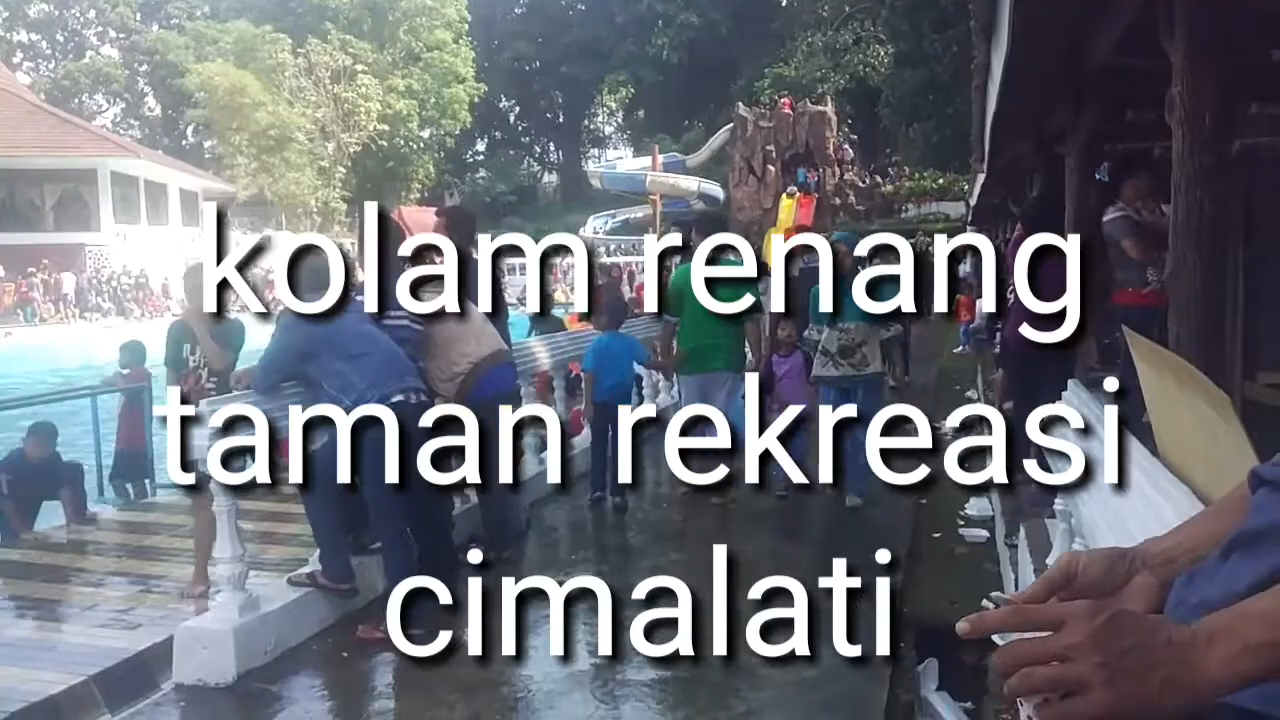 kolam renang
taman rekreasi
cimalati